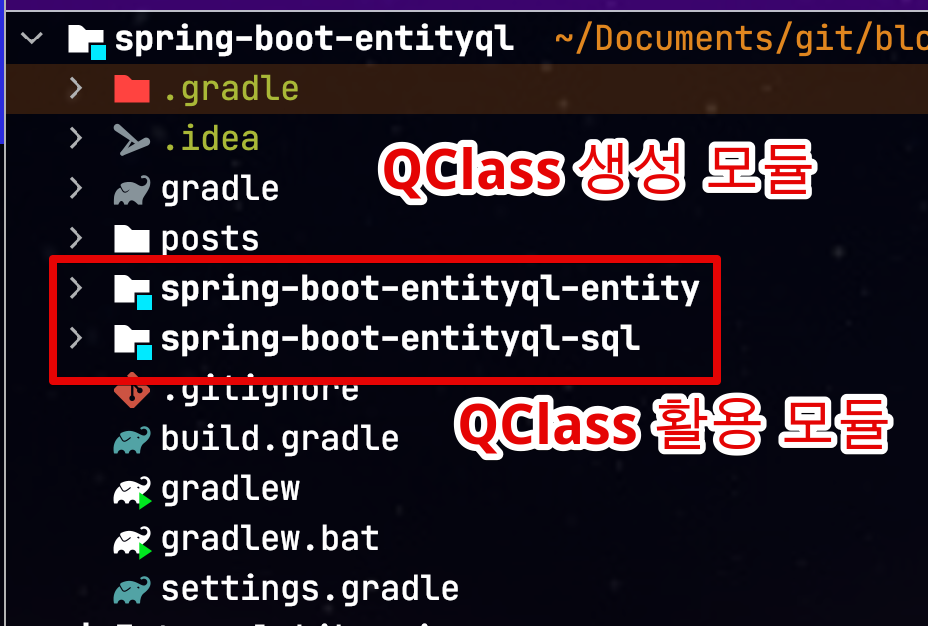 spring-boot-entityql ~/Documents/git/blo
.gradle
.idea
QClass 생성 모듈
gradle
posts
spring-boot-entityql-entity
spring-boot-entityql-sql
.gitignore
QClass 활용 모듈
build.gradle
gradlew
gradlew.bat
settings.gradle